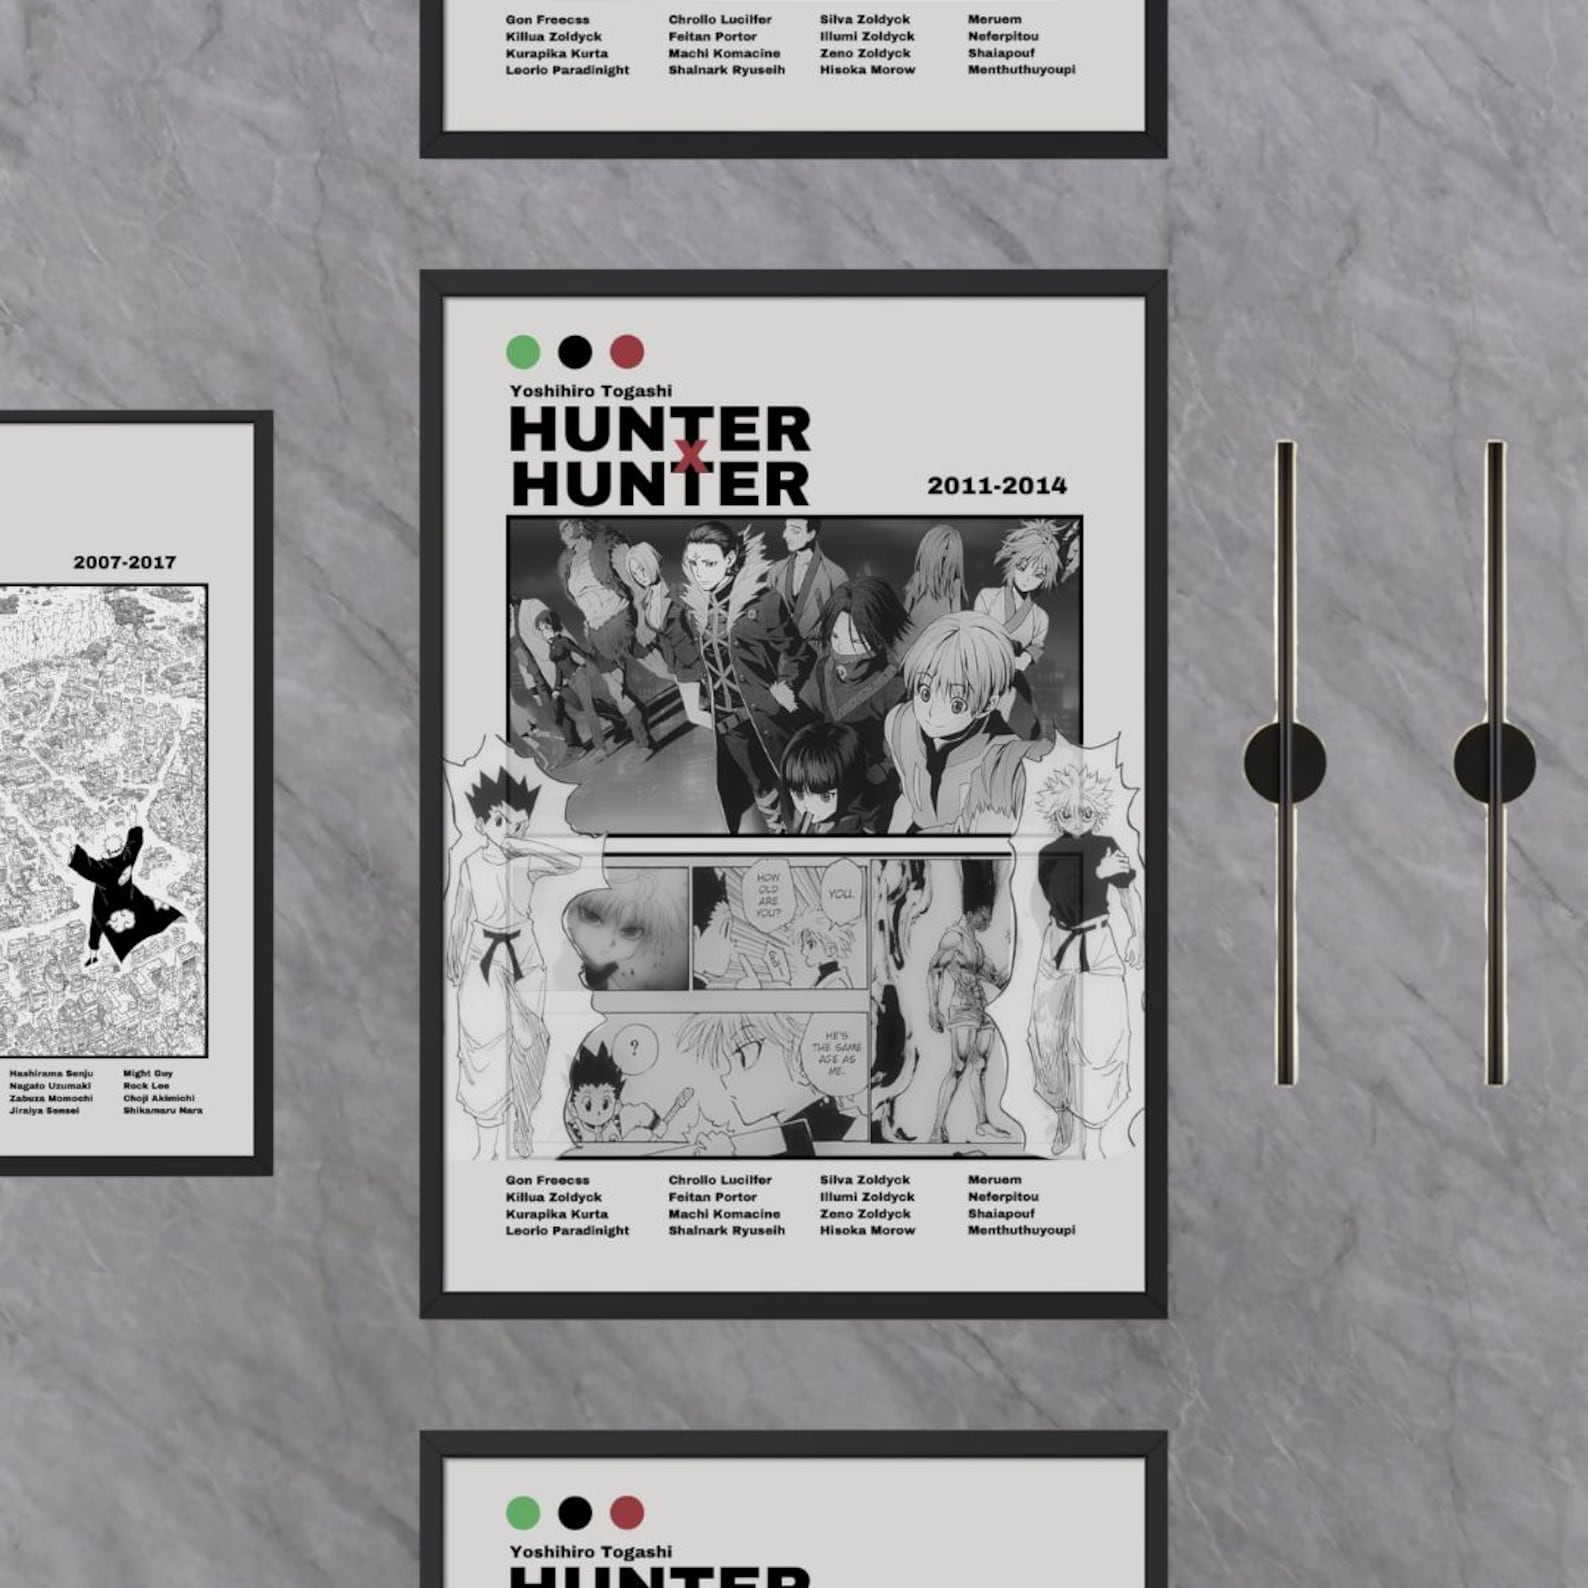 Gon Freecss Chrollo Lucilfer Silva Zoldyck Meruem
Killua Zoldyck Feitan Portor Illumi Zoldyck Neferpitou
Kurapika Kurta Machi Komacine Zeno Zoldyck Shaiapouf
Leorio Paradinight Shalnark Ryuseih Hisoka Morow Menthuthuyoupi
Yoshihiro Togashi
HUNTER
X
HUNTER
2011-2014
HOW
OLD
ARE
YOU?
YOU.
?
HE'S
THE SAME
AGE AS
ME.
Gon Freecss Chrollo Lucilfer Silva Zoldyck Meruem
Killua Zoldyck Feitan Portor Illumi Zoldyck Neferpitou
Kurapika Kurta Machi Komacine Zeno Zoldyck Shaiapouf
Leorio Paradinight Shalnark Ryuseih Hisoka Morow Menthuthuyoupi
2007-2017
Hashirama Senju Might Guy
Nagato Uzumaki Rock Lee
Zabuza Momochi Choji Akimichi
Jiraiya Sensei Shikamaru Nara
Yoshihiro Togashi
HUNTER